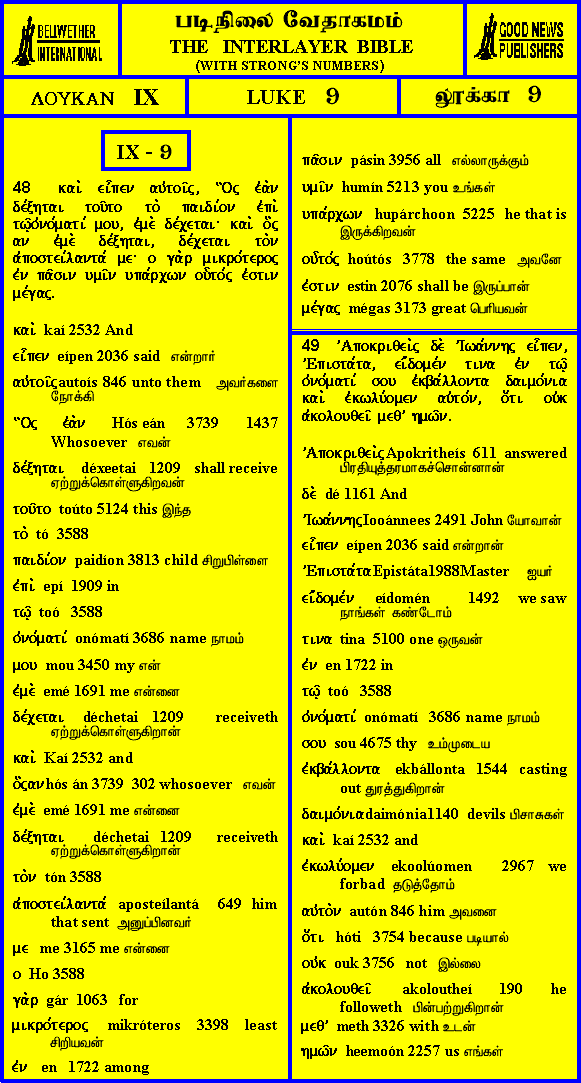 BELLWETHER
INTERNATIONAL
படிநிலை வேதாகமம்
THE INTERLAYER BIBLE
(WITH STRONG'S NUMBERS)
GOOD NEWS
PUBLISHERS
ΛΟΥΚΑΝ IX
LUKE 9
லூக்கா 9
IX - 9
48 καὶ εἶπεν αὐτοῖς, Ὃς ἐὰν
δέξηται τοῦτο τὸ παιδίον ἐπὶ
τῷὀνόματί μου, ἐμὲ δέχεται· καὶ ὃς
αν ἐμὲ δέξηται, δέχεται τὸν
ἀποστείλαντά με· ο γὰρ μικρότερος
ἐν πᾶσιν υμῖν υπάρχων οὗτός ἐστιν
μέγας.
καὶ kaí 2532 And
εἶπεν eípen 2036 said என்றார்
αὐτοῖς autoís 846 unto them அவர்களை
நோக்கி
Ὃς ἐὰν Hós eán 3739 1437
Whosoever எவன்
δέξηται déxeetai 1209 shall receive
ஏற்றுக்கொள்ளுகிறவன்
τοῦτο toúto 5124 this இந்த
τὸ tó 3588
παιδίον paidíon 3813 child சிறுபிள்ளை
ἐπὶ epí 1909 in
τῷ toó 3588
ὀνόματί onómatí 3686 name நாமம்
μου mou 3450 my என்
ἐμὲ emé 1691 me என்னை
δέχεται déchetai 1209 receiveth
ஏற்றுக்கொள்ளுகிறான்
καὶ Kaí 2532 and
ὃςαν hós án 3739 302 whosoever எவன்
ἐμὲ emé 1691 me என்னை
δέξηται déchetai 1209 receiveth
ஏற்றுக்கொள்ளுகிறான்
τὸν tón 3588
ἀποστείλαντά aposteílantá 649 him
that sent அனுப்பினவர்
με me 3165 me என்னை
ο Ho 3588
γὰρ gár 1063 for
μικρότερος mikróteros 3398 least
சிறியவன்
ἐν en 1722 among
πᾶσιν pásin 3956 all எல்லாருக்கும்
υμῖν humín 5213 you உங்கள்
υπάρχων hupárchoon 5225 he that is
இருக்கிறவன்
οὗτός hoútós 3778 the same அவனே
ἐστιν estin 2076 shall be இருப்பான்
μέγας mégas 3173 great பெரியவன்
49 Ἀποκριθεὶς δὲ Ἰωάννης εἶπεν,
Ἐπιστάτα, εἴδομέν τινα ἐν τῷ
ὀνόματί σου ἐκβάλλοντα δαιμόνια
καὶ ἐκωλύομεν αὐτόν, ὅτι οὐκ
ἀκολουθεῖ μεθ' ημῶν.
Ἀποκριθεὶς Apokritheís 611 answered
பிரதியுத்தரமாகச்சொன்னான்
δὲ dé 1161 And
Ἰωάννης Iooánnees 2491 John யோவான்
εἶπεν eípen 2036 said என்றான்
Ἐπιστάτα Epistáta1988Master ஐயர்
εἴδομέν eídomén 1492 we saw
நாங்கள் கண்டோம்
τινα tina 5100 one ஒருவன்
ἐν en 1722 in
τῷ toó 3588
ὀνόματί onómatí 3686 name நாமம்
σου sou 4675 thy உம்முடைய
ἐκβάλλοντα ekbállonta 1544 casting
out துரத்துகிறான்
δαιμόνια daimónia1140 devils பிசாசுகள்
καὶ kaí 2532 and
ἐκωλύομεν ekoolúomen 2967 we
forbad தடுத்தோம்
αὐτὸν autón 846 him அவனை
ὅτι hóti 3754 because படியால்
οὐκ ouk 3756 not இல்லை
ἀκολουθεῖ akoloutheí 190 he
followeth பின்பற்றுகிறான்
μεθ' meth 3326 with உடன்
ημῶν heemoón 2257 us எங்கள்